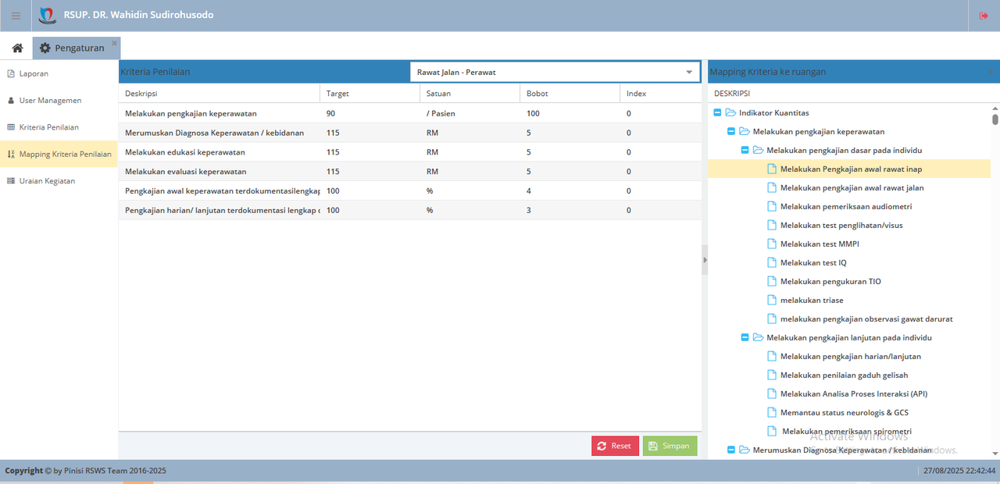 RSUP. DR. Wahidin Sudirohusodo
Pengaturan
Laporan
User Managemen
Kriteria Penilaian
Mapping Kriteria Penilaian
Uraian Kegiatan
Kriteria Penilaian
Rawat Jalan - Perawat
Deskripsi Target Satuan Bobot Index
Melakukan pengkajian keperawatan 90 / Pasien 100 0
Merumuskan Diagnosa Keperawatan / kebidanan 115 RM 5 0
Melakukan edukasi keperawatan 115 RM 5 0
Melakukan evaluasi keperawatan 115 RM 5 0
Pengkajian awal keperawatan terdokumentasilengkap 100 % 4 0
Pengkajian harian/ lanjutan terdokumentasi lengkap 100 % 3 0
Reset Simpan
Mapping Kriteria ke ruangan
DESKRIPSI
Indikator Kuantitas
Melakukan pengkajian keperawatan
Melakukan pengkajian dasar pada individu
Melakukan Pengkajian awal rawat inap
Melakukan pengkajian awal rawat jalan
Melakukan pemeriksaan audiometri
Melakukan test penglihatan/visus
Melakukan test MMPI
Melakukan test IQ
Melakukan pengukuran TIO
melakukan triase
melakukan pengkajian observasi gawat darurat
Melakukan pengkajian lanjutan pada individu
Melakukan pengkajian harian/lanjutan
Melakukan penilaian gaduh gelisah
Melakukan Analisa Proses Interaksi (API)
Memantau status neurologis & GCS
Melakukan pemeriksaan spirometri
Merumuskan Diagnosa Keperawatan / kebidanan
Activate Windows
Go to Settings to activate Windows.
Copyright © by Pinisi RSWS Team 2016-2025
27/08/2025 22:42:44